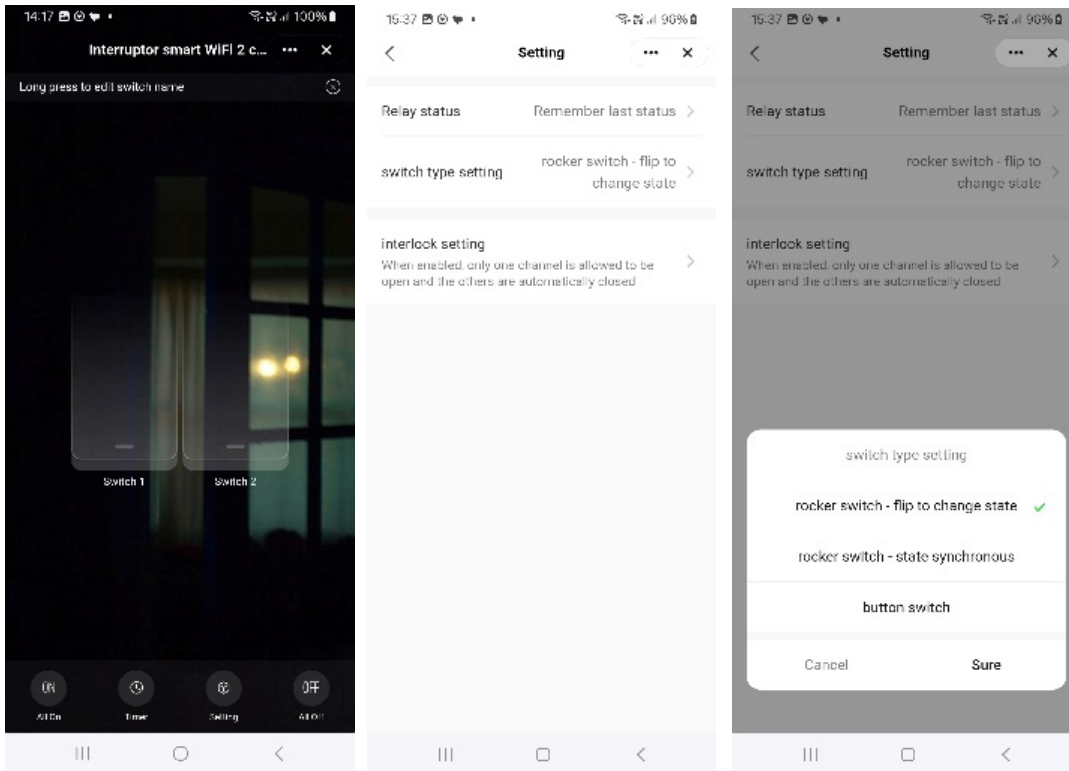 14:17
100%
Interruptor smart WiFi 2 c...
Long press to edit switch name
Switch 1
Switch 2
ON
OFF
All On
Timer
Setting
All Off
15:37
96%
Setting
Relay status
Remember last status
switch type setting
rocker switch - flip to
change state
interlock setting
When enabled, only one channel is allowed to be
open and the others are automatically closed
15:37
96%
Setting
Relay status
Remember last status
switch type setting
rocker switch - flip to
change state
interlock setting
When enabled, only one channel is allowed to be
open and the others are automatically closed
switch type setting
rocker switch - flip to change state
rocker switch - state synchronous
button switch
Cancel
Sure